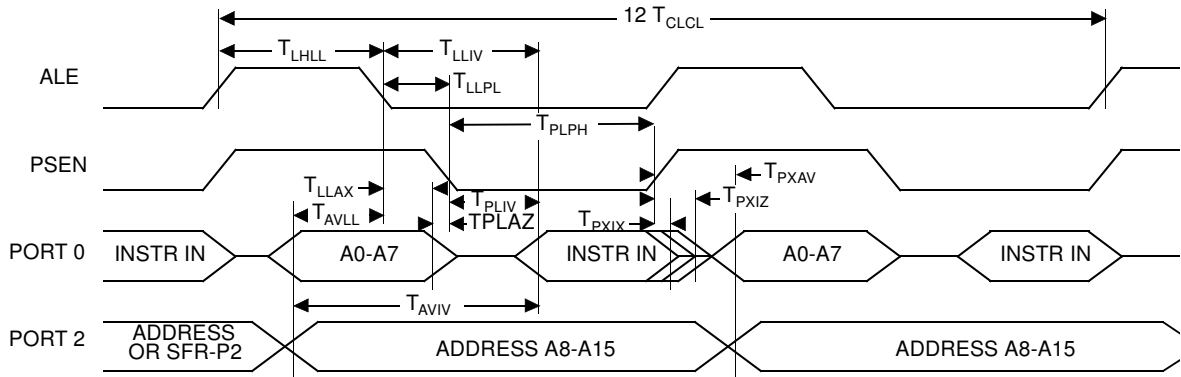 12 TCLCL
TLHLL TLLIV
ALE TLLPL
TPLPH
PSEN
TLLAX TPXAV
TPLIV TPXIZ
TAVLL TPLAZ TPXIX
PORT 0 INSTR IN A0-A7 INSTR IN A0-A7 INSTR IN
TAVIV
PORT 2 ADDRESS OR SFR-P2 ADDRESS A8-A15 ADDRESS A8-A15